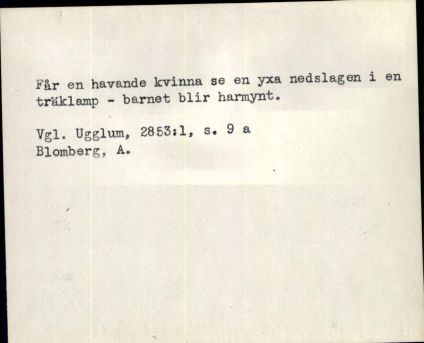 Får en havande kvinna se en yxa nedslagen i en
träklamp - barnet blir harmynt.
Vgl. Ugglum, 2853:1, s. 9 a
Blomberg, A.